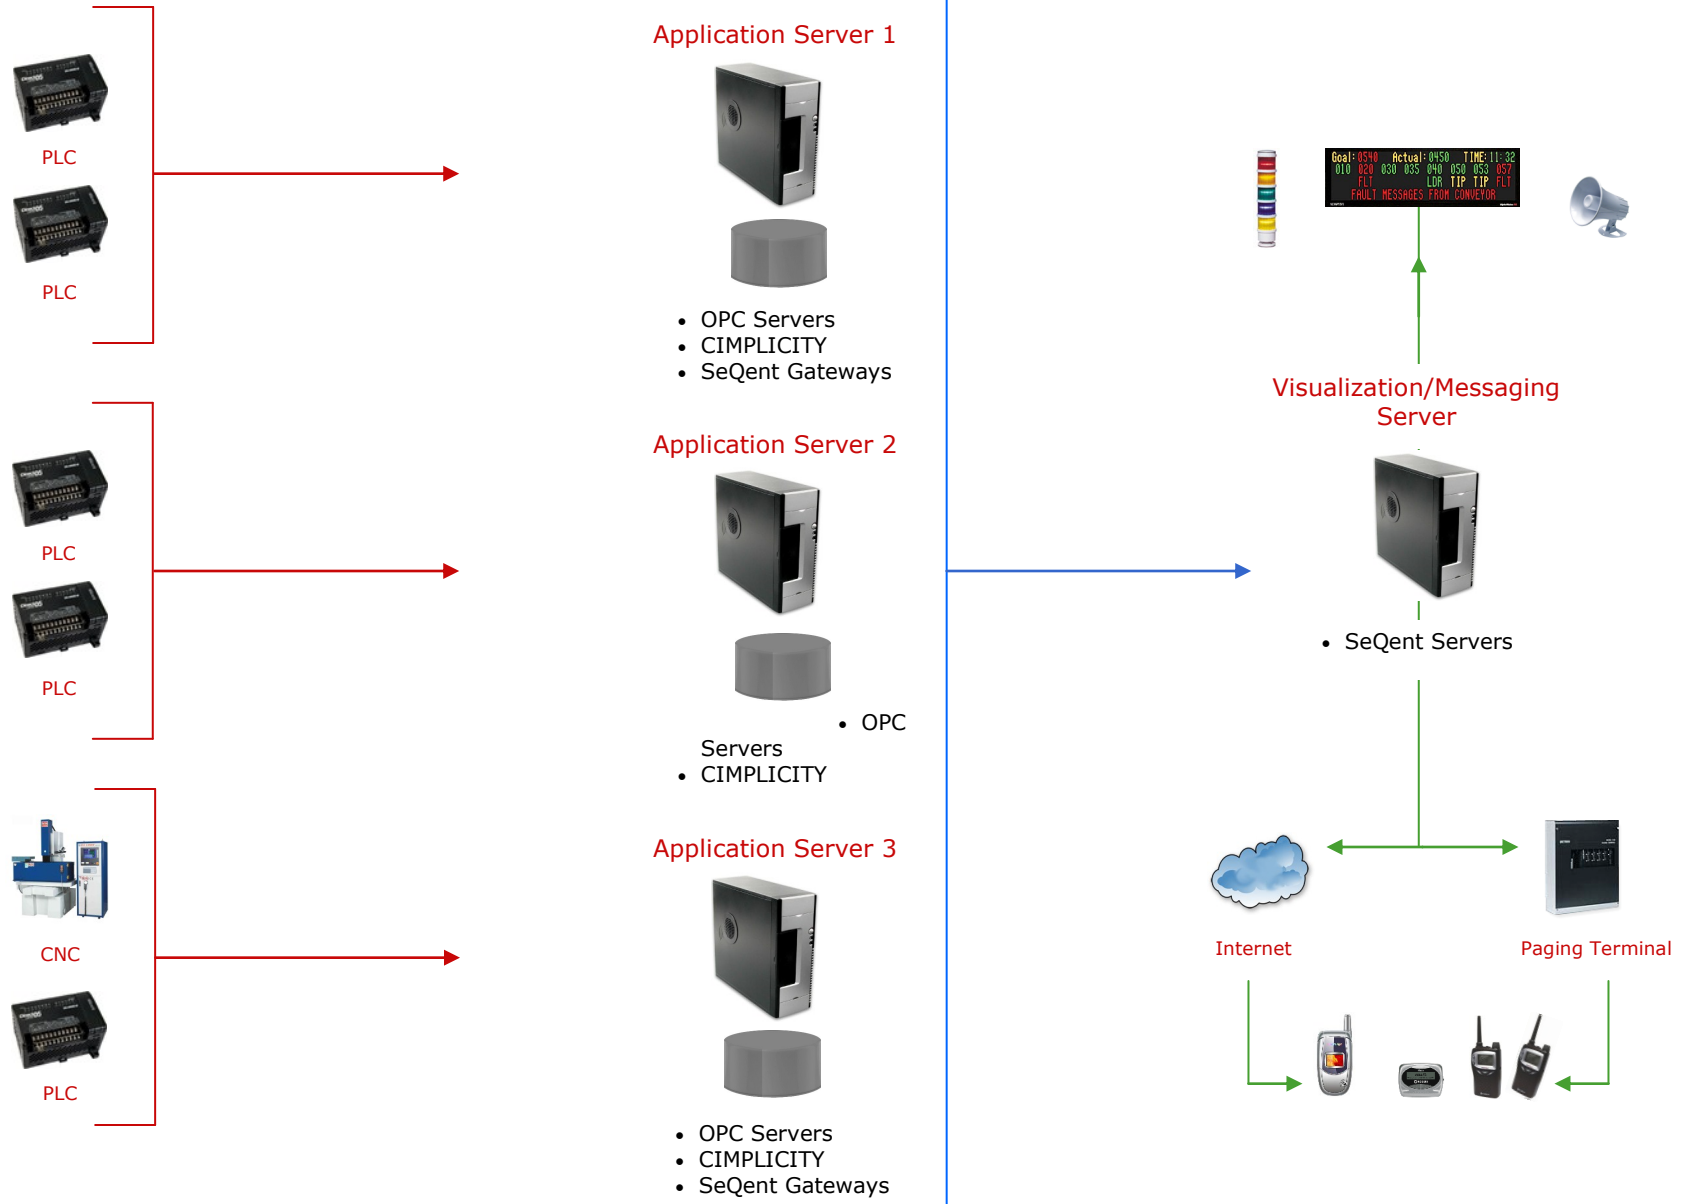 PLC
PLC
PLC
PLC
CNC
PLC
Application Server 1
• OPC Servers
• CIMPLICITY
• SeQent Gateways
Application Server 2
• OPC
Servers
• CIMPLICITY
Application Server 3
• OPC Servers
• CIMPLICITY
• SeQent Gateways
Goal:0540 Actual:0450 TIME:11:32
010 020 030 035 040 050 053 057
FLT LDR TIP TIP FLT
FAULT MESSAGES FROM CONVEYOR
Visualization/Messaging
Server
• SeQent Servers
Internet
Paging Terminal